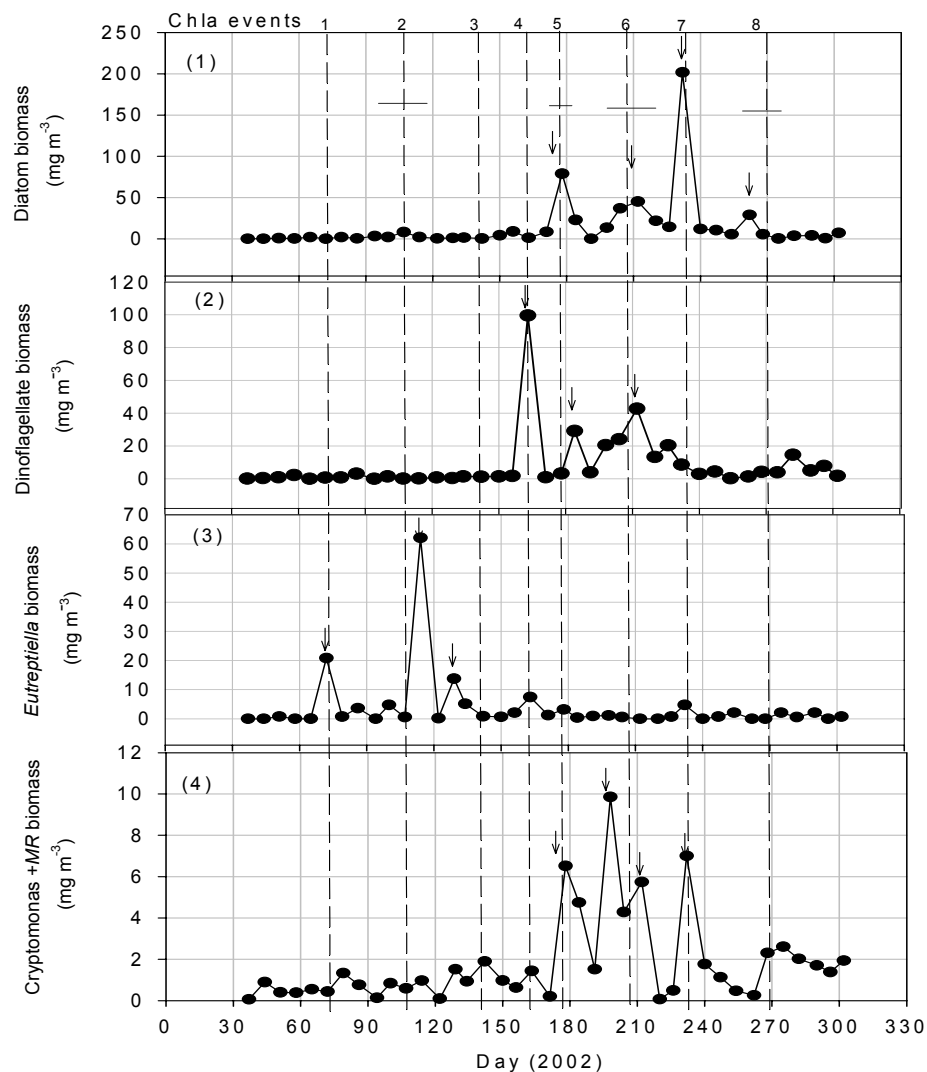 Chla events 1 2 3 4 5 6 7 8
(1)
Diatom biomass
(mg m⁻³)
250
200
150
100
50
0
(2)
Dinoflagellate biomass
(mg m⁻³)
120
100
80
60
40
20
0
(3)
Eutreptiella biomass
(mg m⁻³)
70
60
50
40
30
20
10
0
(4)
Cryptomonas +MR biomass
(mg m⁻³)
12
10
8
6
4
2
0
0 30 60 90 120 150 180 210 240 270 300 330
Day (2002)